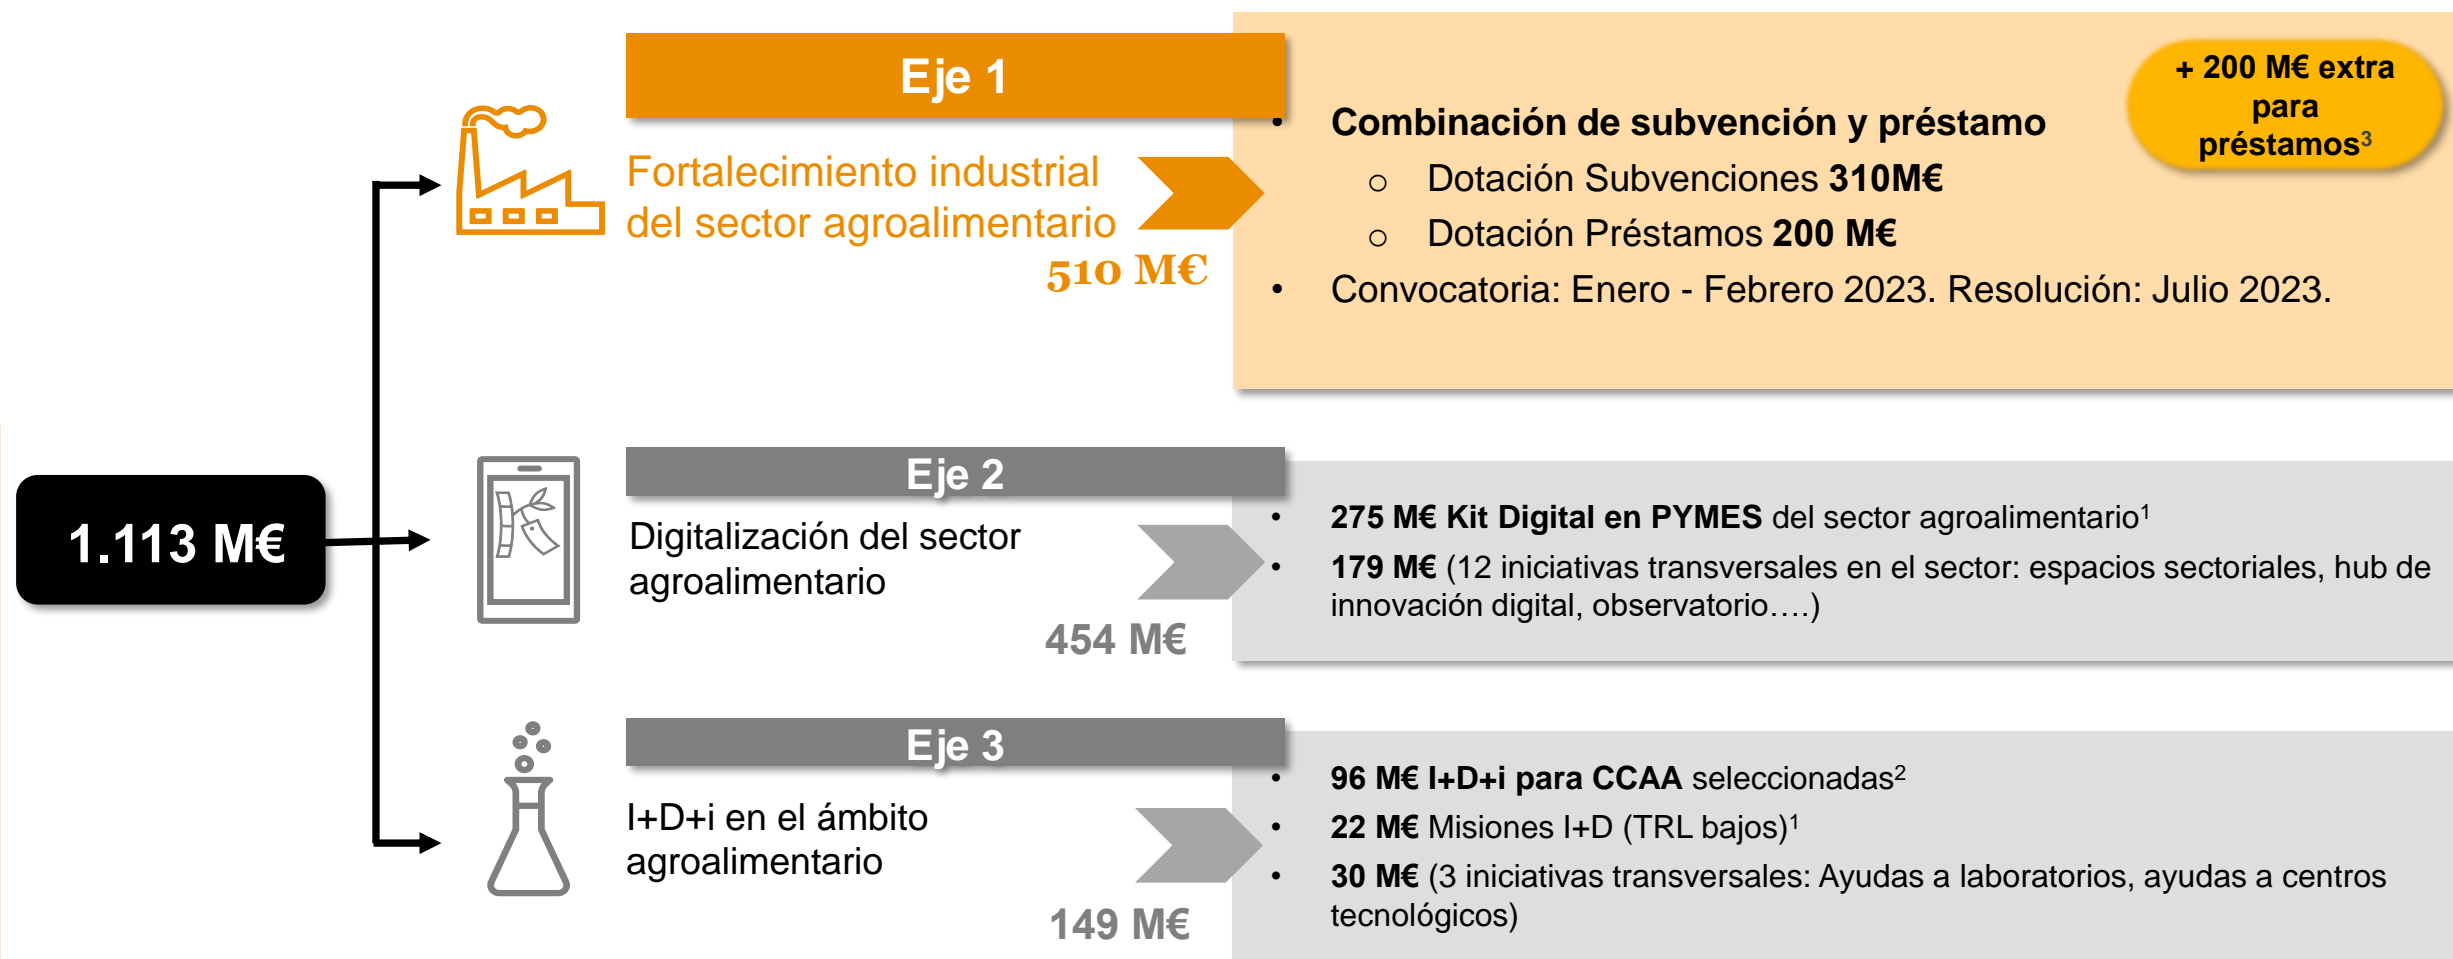 1.113 M€
Eje 1
Fortalecimiento industrial
del sector agroalimentario
510 M€
• Combinación de subvención y préstamo
o Dotación Subvenciones 310M€
o Dotación Préstamos 200 M€
• Convocatoria: Enero - Febrero 2023. Resolución: Julio 2023.
+ 200 M€ extra
para
préstamos³
Eje 2
Digitalización del sector
agroalimentario
454 M€
• 275 M€ Kit Digital en PYMES del sector agroalimentario¹
• 179 M€ (12 iniciativas transversales en el sector: espacios sectoriales, hub de
innovación digital, observatorio….)
Eje 3
I+D+i en el ámbito
agroalimentario
149 M€
• 96 M€ I+D+i para CCAA seleccionadas²
• 22 M€ Misiones I+D (TRL bajos)¹
• 30 M€ (3 iniciativas transversales: Ayudas a laboratorios, ayudas a centros
tecnológicos)